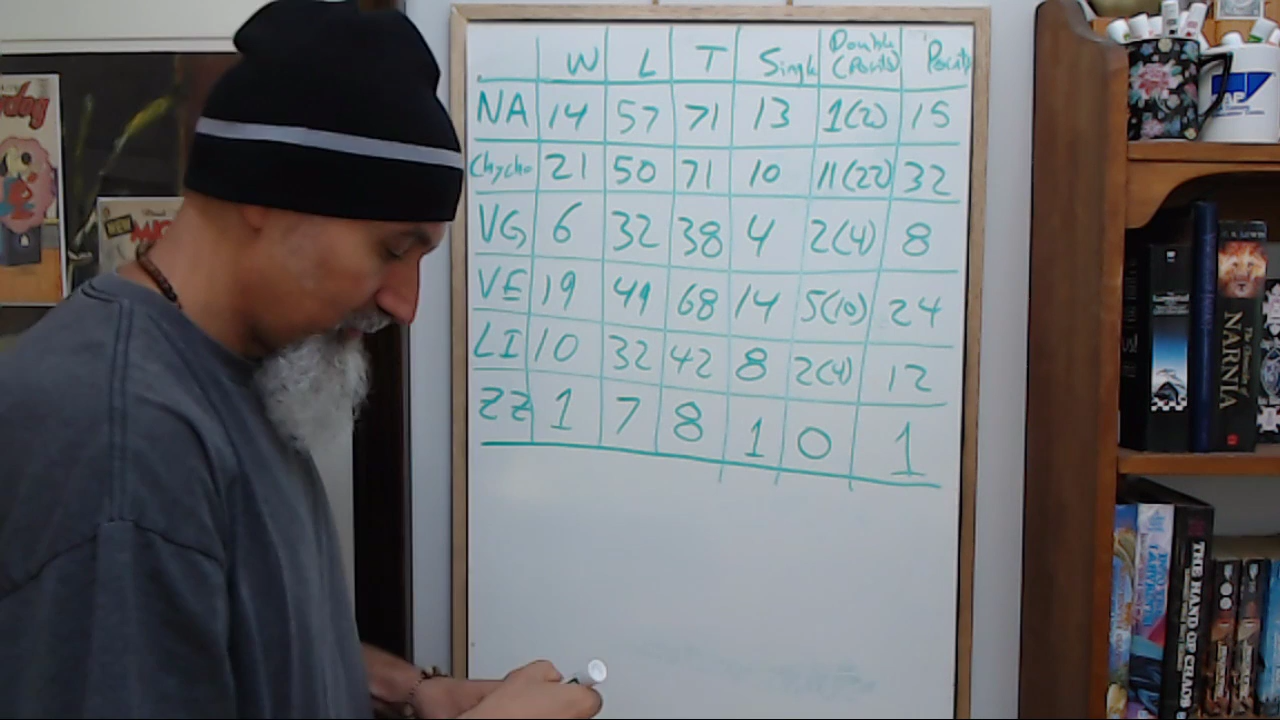 W L T Single Double (Points) Points
NA 14 57 71 13 1(2) 15
Chycho 21 50 71 10 11(22) 32
VG 6 32 38 4 2(4) 8
VE 19 49 68 14 5(10) 24
LI 10 32 42 8 2(4) 12
ZZ 1 7 8 1 0 1
NEW
NARNIA
THE HAND OF CHAOS